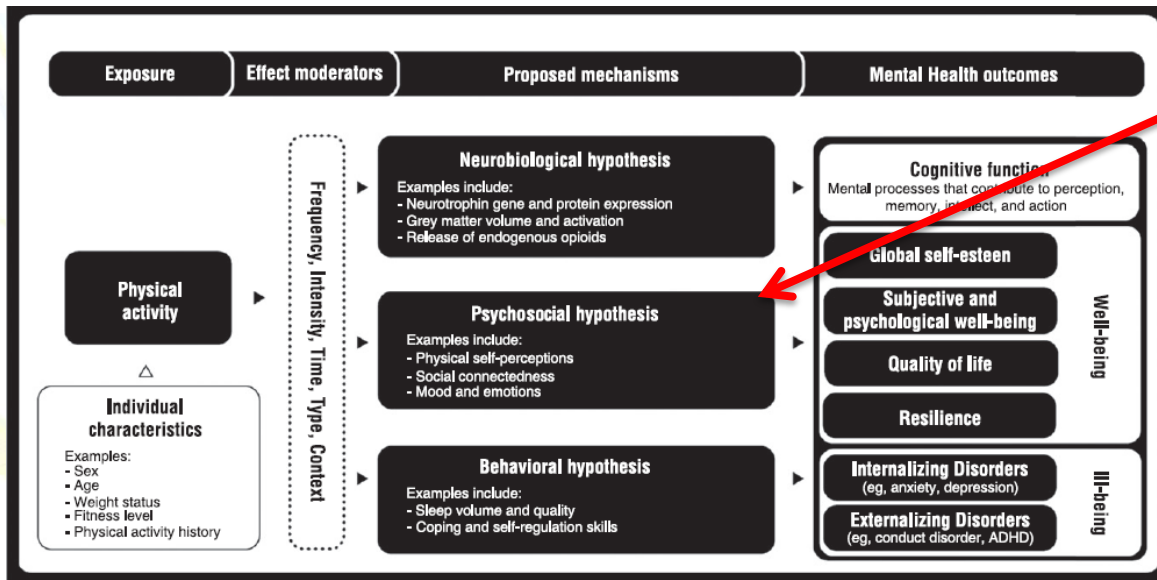 Exposure
Effect moderators
Proposed mechanisms
Mental Health outcomes
Physical
activity
Individual
characteristics
Examples:
- Sex
- Age
- Weight status
- Fitness level
- Physical activity history
Frequency, Intensity, Time, Type, Context
Neurobiological hypothesis
Examples include:
- Neurotrophin gene and protein expression
- Grey matter volume and activation
- Release of endogenous opioids
Psychosocial hypothesis
Examples include:
- Physical self-perceptions
- Social connectedness
- Mood and emotions
Behavioral hypothesis
Examples include:
- Sleep volume and quality
- Coping and self-regulation skills
Cognitive function
Mental processes that contribute to perception,
memory, intellect, and action
Global self-esteen
Subjective and
psychological well-being
Quality of life
Resilience
Well-being
Internalizing Disorders
(eg, anxiety, depression)
Externalizing Disorders
(eg, conduct disorder, ADHD)
Ill-being